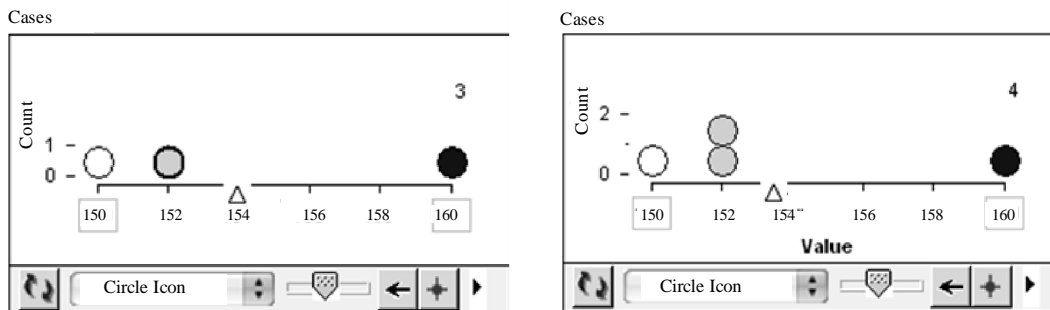 Cases
3
Count
1
0
150 152 154 156 158 160
Circle Icon
Cases
4
Count
2
0
150 152 154 156 158 160
Value
Circle Icon